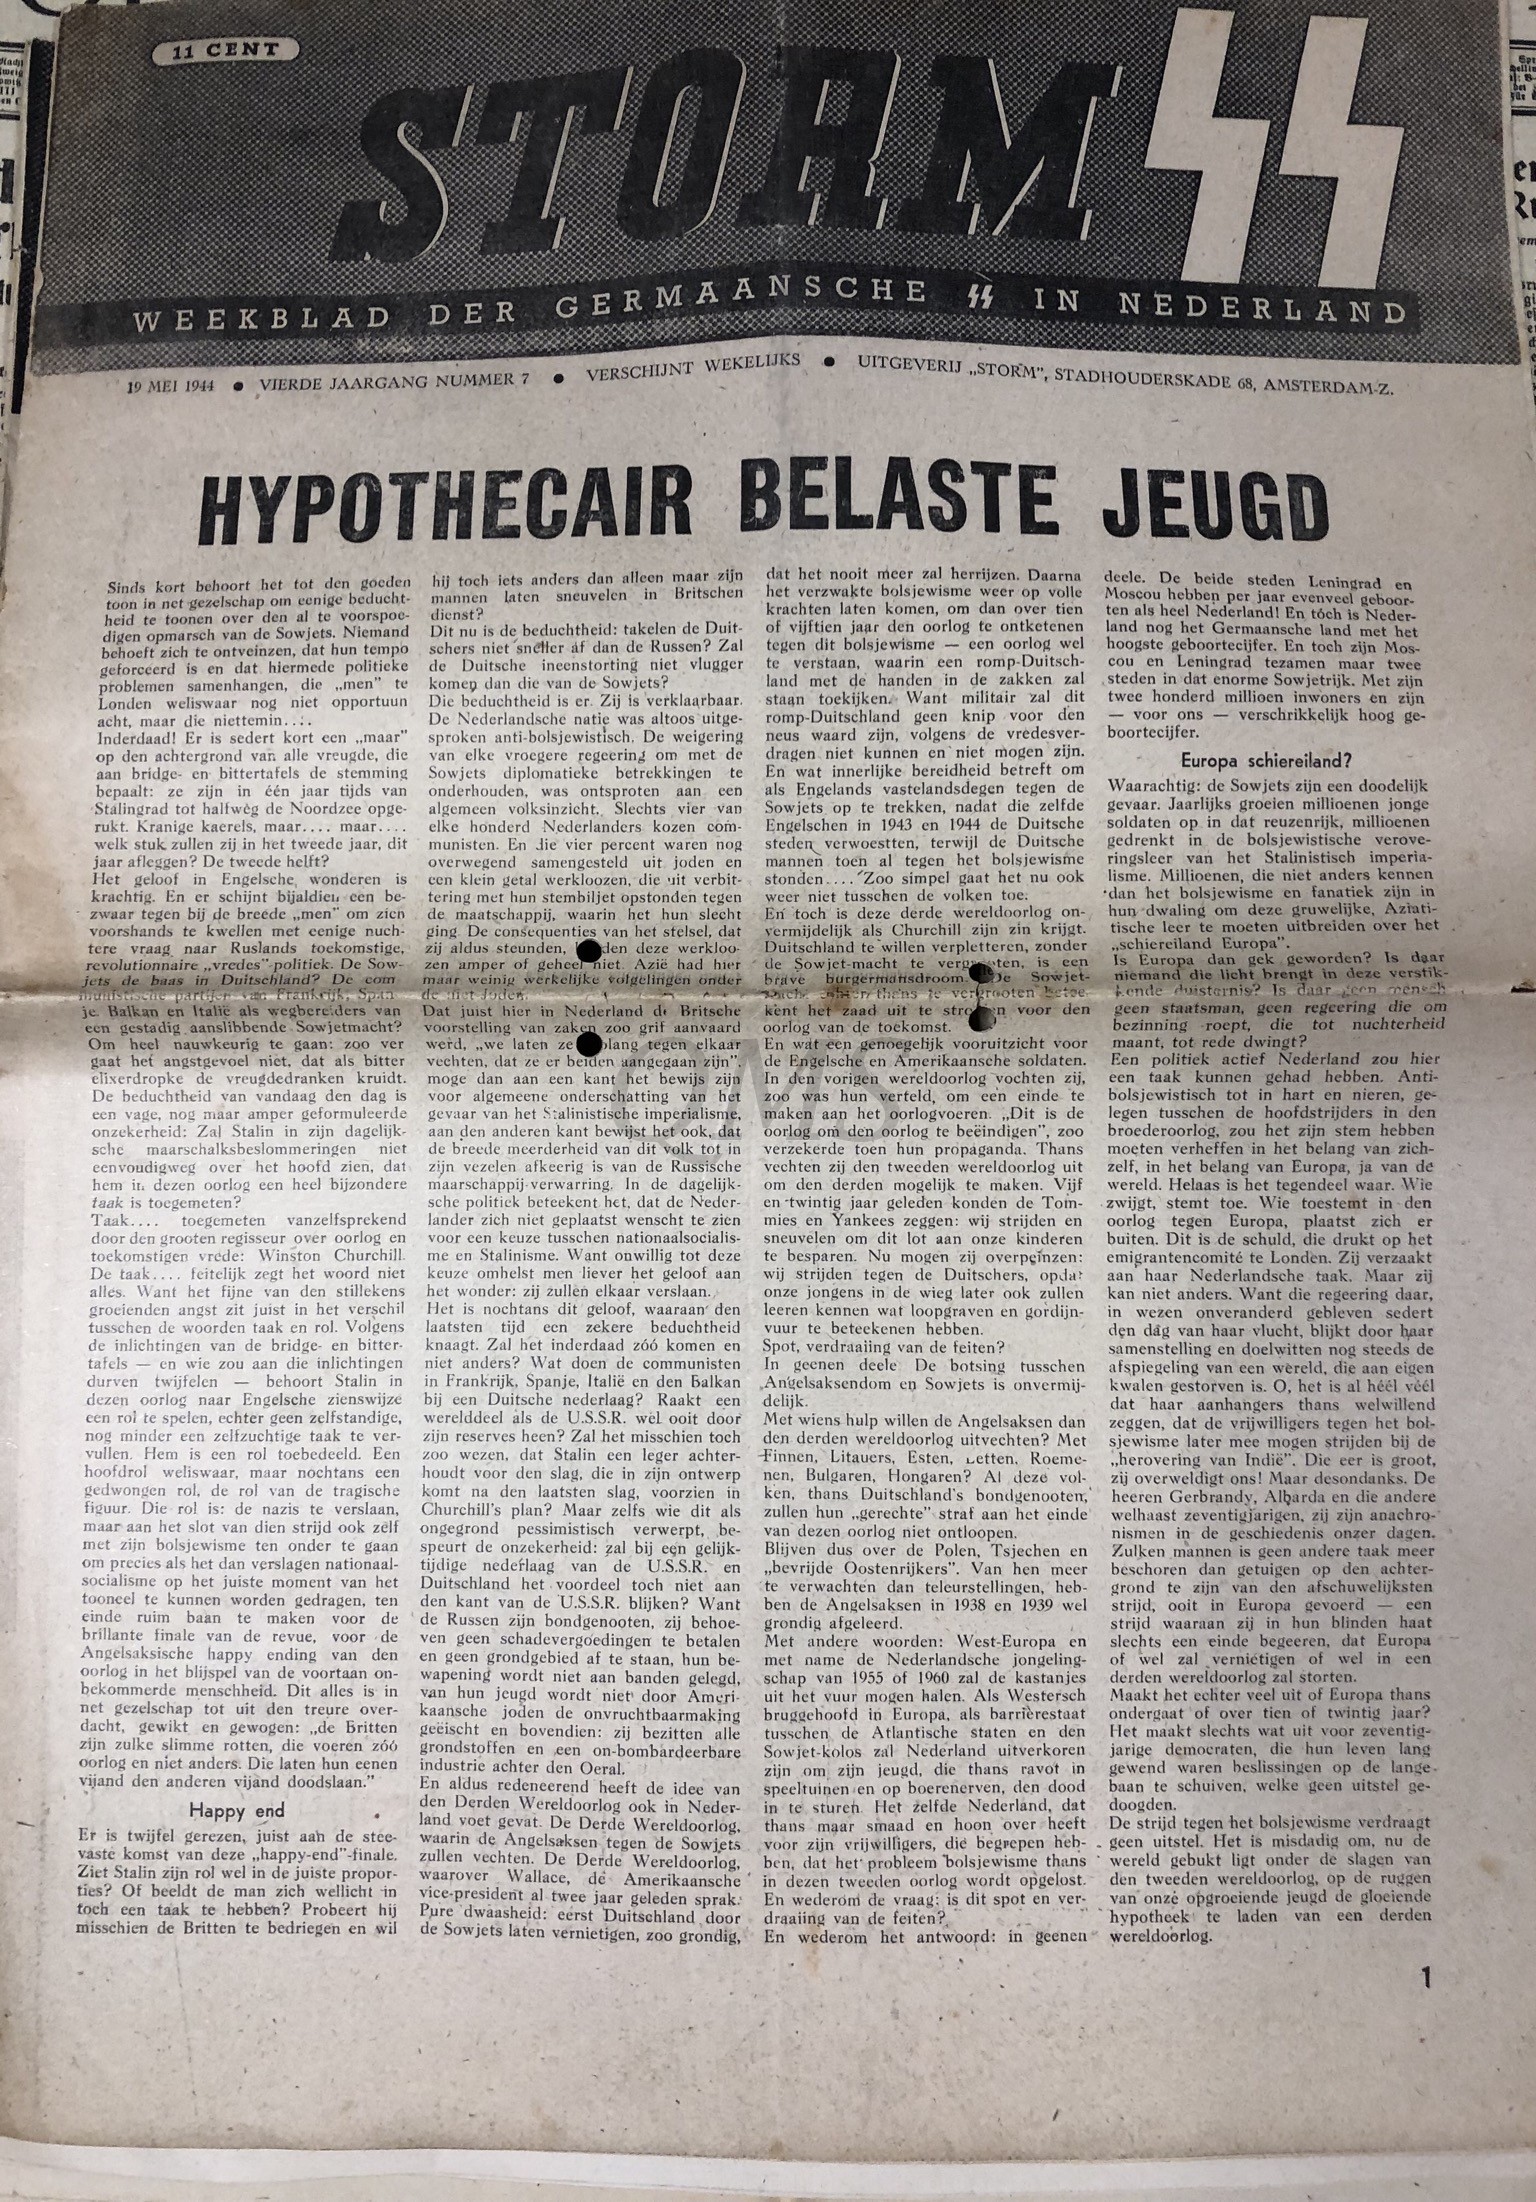 11 CENT
STORM SS
WEEKBLAD DER GERMAANSCHE SS IN NEDERLAND
19 MEI 1944 ● VIERDE JAARGANG NUMMER 7 ● VERSCHIJNT WEKELIJKS ● UITGEVERIJ „STORM”, STADHOUDERSKADE 68, AMSTERDAM-Z.
HYPOTHECAIR BELASTE JEUGD
Sinds kort behoort het tot den goeden
toon in net gezelschap om eenige beducht-
heid te toonen over den al te voorspoe-
digen opmarsch van de Sowjets. Niemand
behoeft zich te ontveinzen, dat hun tempo
geforceerd is en dat hiermede politieke
problemen samenhangen, die „men” te
Londen weliswaar nog niet opportuun
acht, maar die niettemin....
Inderdaad! Er is sedert kort een „maar”
op den achtergrond van alle vreugde, die
aan bridge- en bittertafels de stemming
bepaalt: ze zijn in één jaar tijds van
Stalingrad tot halfweg de Noordzee opge-
rukt. Kranige kaerels, maar.... maar....
welk stuk zullen zij in het tweede jaar, dit
jaar afleggen? De tweede helft?
Het geloof in Engelsche wonderen is
krachtig. En er schijnt bijaldien een be-
zwaar tegen bij de breede „men” om zich
voorshands te kwellen met eenige nuch-
tere vraag naar Ruslands toekomstige,
revolutionnaire „vredes”-politiek. De Sow-
jets de baas in Duitschland? De com
munistische partijen van Frankrijk, Span
je, Balkan en Italië als wegbereiders van
een gestadig aanslibbende Sowjetmacht?
Om heel nauwkeurig te gaan: zoo ver
gaat het angstgevoel niet, dat als bitter
elixerdropke de vreugdedranken kruidt.
De beduchtheid van vandaag den dag is
een vage, nog maar amper geformuleerde
onzekerheid: Zal Stalin in zijn dagelijk-
sche maarschalksbeslommeringen niet
eenvoudigweg over het hoofd zien, dat
hem in dezen oorlog een heel bijzondere
taak is toegemeten?
Taak.... toegemeten vanzelfsprekend
door den grooten regisseur over oorlog en
toekomstigen vrede: Winston Churchill.
De taak.... feitelijk zegt het woord niet
alles. Want het fijne van den stillekens
groeienden angst zit juist in het verschil
tusschen de woorden taak en rol. Volgens
de inlichtingen van de bridge- en bitter-
tafels — en wie zou aan die inlichtingen
durven twijfelen — behoort Stalin in
dezen oorlog naar Engelsche zienswijze
een rol te spelen, echter geen zelfstandige,
nog minder een zelfzuchtige taak te ver-
vullen. Hem is een rol toebedeeld. Een
hoofdrol weliswaar, maar nochtans een
gedwongen rol, de rol van de tragische
figuur. Die rol is: de nazis te verslaan,
maar aan het slot van dien strijd ook zelf
met zijn bolsjewisme ten onder te gaan
om precies als het dan verslagen nationaal-
socialisme op het juiste moment van het
tooneel te kunnen worden gedragen, ten
einde ruim baan te maken voor de
brillante finale van de revue, voor de
Angelsaksische happy ending van den
oorlog in het blijspel van de voortaan on-
bekommerde menschheid. Dit alles is in
net gezelschap tot uit den treure over-
dacht, gewikt en gewogen: „de Britten
zijn zulke slimme rotten, die voeren zóó
oorlog en niet anders. Die laten hun eenen
vijand den anderen vijand doodslaan.”
Happy end
Er is twijfel gerezen, juist aan de stee-
vaste komst van deze „happy-end”-finale.
Ziet Stalin zijn rol wel in de juiste propor-
ties? Of beeldt de man zich wellicht in
toch een taak te hebben? Probeert hij
misschien de Britten te bedriegen en wil
hij toch iets anders dan alleen maar zijn
mannen laten sneuvelen in Britschen
dienst?
Dit nu is de beduchtheid: takelen de Duit-
schers niet sneller af dan de Russen? Zal
de Duitsche ineenstorting niet vlugger
komen dan die van de Sowjets?
Die beduchtheid is er. Zij is verklaarbaar.
De Nederlandsche natie was altoos uitge-
sproken anti-bolsjewistisch. De weigering
van elke vroegere regeering om met de
Sowjets diplomatieke betrekkingen te
onderhouden, was ontsproten aan een
algemeen volksinzicht. Slechts vier van
elke honderd Nederlanders kozen com-
munisten. En die vier percent waren nog
overwegend samengesteld uit joden en
een klein getal werkloozen, die uit verbit-
tering met hun stembiljet opstonden tegen
de maatschappij, waarin het hun slecht
ging. De consequenties van het stelsel, dat
zij aldus steunden, den deze werkloo-
zen amper of geheel niet. Azië had hier
maar weinig werkelijke volgelingen onder
de niet Joden.
Dat juist hier in Nederland de Britsche
voorstelling van zaken zoo grif aanvaard
werd, „we laten ze lang tegen elkaar
vechten, dat ze er beiden aangegaan zijn”.
moge dan aan een kant het bewijs zijn
voor algemeene onderschatting van het
gevaar van het Stalinistische imperialisme,
aan den anderen kant bewijst het ook, dat
de breede meerderheid van dit volk tot in
zijn vezelen afkeerig is van de Russische
maarschappij-verwarring. In de dagelijk-
sche politiek beteekent het, dat de Neder-
lander zich niet geplaatst wenscht te zien
voor een keuze tusschen nationaalsocialis-
me en Stalinisme. Want onwillig tot deze
keuze omhelst men liever het geloof aan
het wonder: zij zullen elkaar verslaan.
Het is nochtans dit geloof, waaraan den
laatsten tijd een zekere beduchtheid
knaagt. Zal het inderdaad zóó komen en
niet anders? Wat doen de communisten
in Frankrijk, Spanje, Italië en den Balkan
bij een Duitsche nederlaag? Raakt een
werelddeel als de U.S.S.R. wel ooit door
zijn reserves heen? Zal het misschien toch
zoo wezen, dat Stalin een leger achter-
houdt voor den slag, die in zijn ontwerp
komt na den laatsten slag, voorzien in
Churchill's plan? Maar zelfs wie dit als
ongegrond pessimistisch verwerpt, be-
speurt de onzekerheid: zal bij een gelijk-
tijdige nederlaag van de U.S.S.R. en
Duitschland het voordeel toch niet aan
den kant van de U.S.S.R. blijken? Want
de Russen zijn bondgenooten, zij behoe-
ven geen schadevergoedingen te betalen
en geen grondgebied af te staan, hun be-
wapening wordt niet aan banden gelegd,
van hun jeugd wordt niet door Ameri-
kaansche joden de onvruchtbaarmaking
geëischt en bovendien: zij bezitten alle
grondstoffen en een on-bombardeerbare
industrie achter den Oeral.
En aldus redeneerend heeft de idee van
den Derden Wereldoorlog ook in Neder-
land voet gevat. De Derde Wereldoorlog,
waarin de Angelsaksen tegen de Sowjets
zullen vechten. De Derde Wereldoorlog,
waarover Wallace, de Amerikaansche
vice-president al twee jaar geleden sprak.
Pure dwaasheid: eerst Duitschland door
de Sowjets laten vernietigen, zoo grondig,
dat het nooit meer zal herrijzen. Daarna
het verzwakte bolsjewisme weer op volle
krachten laten komen, om dan over tien
of vijftien jaar den oorlog te ontketenen
tegen dit bolsjewisme — een oorlog wel
te verstaan, waarin een romp-Duitsch-
land met de handen in de zakken zal
staan toekijken. Want militair zal dit
romp-Duitschland geen knip voor den
neus waard zijn, volgens de vredesver-
dragen niet kunnen en niet mogen zijn.
En wat innerlijke bereidheid betreft om
als Engelands vastelandsdegen tegen de
Sowjets op te trekken, nadat die zelfde
Engelschen in 1943 en 1944 de Duitsche
steden verwoestten, terwijl de Duitsche
mannen toen al tegen het bolsjewisme
stonden.... Zoo simpel gaat het nu ook
weer niet tusschen de volken toe.
En toch is deze derde wereldoorlog on-
vermijdelijk als Churchill zijn zin krijgt.
Duitschland te willen verpletteren, zonder
de Sowjet-macht te vergrooten, is een
brave burgermansdroom. De Sowjet-
macht echter thans te vergrooten betee-
kent het zaad uit te strooien voor den
oorlog van de toekomst.
En wat een genoegelijk vooruitzicht voor
de Engelsche en Amerikaansche soldaten.
In den vorigen wereldoorlog vochten zij,
zoo was hun verteld, om een einde te
maken aan het oorlogvoeren. „Dit is de
oorlog om den oorlog te beëindigen”, zoo
verzekerde toen hun propaganda. Thans
vechten zij den tweeden wereldoorlog uit
om den derden mogelijk te maken. Vijf
en twintig jaar geleden konden de Tom-
mies en Yankees zeggen: wij strijden en
sneuvelen om dit lot aan onze kinderen
te besparen. Nu mogen zij overpeinzen:
wij strijden tegen de Duitschers, opdat
onze jongens in de wieg later ook zullen
leeren kennen wat loopgraven en gordijn-
vuur te beteekenen hebben.
Spot, verdraaiing van de feiten?
In geenen deele De botsing tusschen
Angelsaksendom en Sowjets is onvermij-
delijk.
Met wiens hulp willen de Angelsaksen dan
den derden wereldoorlog uitvechten? Met
Finnen, Litauers, Esten, Letten, Roeme-
nen, Bulgaren, Hongaren? Al deze vol-
ken, thans Duitschland's bondgenooten,
zullen hun „gerechte” straf aan het einde
van dezen oorlog niet ontloopen.
Blijven dus over de Polen, Tsjechen en
„bevrijde Oostenrijkers”. Van hen meer
te verwachten dan teleurstellingen, heb-
ben de Angelsaksen in 1938 en 1939 wel
grondig afgeleerd.
Met andere woorden: West-Europa en
met name de Nederlandsche jongeling-
schap van 1955 of 1960 zal de kastanjes
uit het vuur mogen halen. Als Westersch
bruggehoofd in Europa, als barrièrestaat
tusschen de Atlantische staten en den
Sowjet-kolos zal Nederland uitverkoren
zijn om zijn jeugd, die thans ravot in
speeltuinen en op boerenerven, den dood
in te sturen. Het zelfde Nederland, dat
thans maar smaad en hoon over heeft
voor zijn vrijwilligers, die begrepen heb-
ben, dat het probleem bolsjewisme thans
in dezen tweeden oorlog wordt opgelost.
En wederom de vraag: is dit spot en ver-
draaiing van de feiten?
En wederom het antwoord: in geenen
deele. De beide steden Leningrad en
Moscou hebben per jaar evenveel geboor-
ten als heel Nederland! En tóch is Neder-
land nog het Germaansche land met het
hoogste geboortecijfer. En toch zijn Mos-
cou en Leningrad tezamen maar twee
steden in dat enorme Sowjetrijk. Met zijn
twee honderd millioen inwoners en zijn
— voor ons — verschrikkelijk hoog ge-
boortecijfer.
Europa schiereiland?
Waarachtig: de Sowjets zijn een doodelijk
gevaar. Jaarlijks groeien millioenen jonge
soldaten op in dat reuzenrijk, millioenen
gedrenkt in de bolsjewistische verove-
ringsleer van het Stalinistisch imperia-
lisme. Millioenen, die niet anders kennen
dan het bolsjewisme en fanatiek zijn in
hun dwaling om deze gruwelijke, Aziati-
tische leer te moeten uitbreiden over het
„schiereiland Europa”.
Is Europa dan gek geworden? Is daar
niemand die licht brengt in deze verstik-
kende duisternis? Is daar geen mensch
geen staatsman, geen regeering die om
bezinning roept, die tot nuchterheid
maant, tot rede dwingt?
Een politiek actief Nederland zou hier
een taak kunnen gehad hebben. Anti-
bolsjewistisch tot in hart en nieren, ge-
legen tusschen de hoofdstrijders in den
broederoorlog, zou het zijn stem hebben
moeten verheffen in het belang van zich-
zelf, in het belang van Europa, ja van de
wereld. Helaas is het tegendeel waar. Wie
zwijgt, stemt toe. Wie toestemt in den
oorlog tegen Europa, plaatst zich er
buiten. Dit is de schuld, die drukt op het
emigrantencomité te Londen. Zij verzaakt
aan haar Nederlandsche taak. Maar zij
kan niet anders. Want die regeering daar,
in wezen onveranderd gebleven sedert
den dag van haar vlucht, blijkt door haar
samenstelling en doelwitten nog steeds de
afspiegeling van een wereld, die aan eigen
kwalen gestorven is. O, het is al héél véél
dat haar aanhangers thans welwillend
zeggen, dat de vrijwilligers tegen het bol-
sjewisme later mee mogen strijden bij de
„herovering van Indië”. Die eer is groot,
zij overweldigt ons! Maar desondanks. De
heeren Gerbrandy, Albarda en die andere
welhaast zeventigjarigen, zij zijn anachro-
nismen in de geschiedenis onzer dagen.
Zulken mannen is geen andere taak meer
beschoren dan getuigen op den achter-
grond te zijn van den afschuwelijksten
strijd, ooit in Europa gevoerd — een
strijd waaraan zij in hun blinden haat
slechts een einde begeeren, dat Europa
of wel zal vernietigen of wel in een
derden wereldoorlog zal storten.
Maakt het echter veel uit of Europa thans
ondergaat of over tien of twintig jaar?
Het maakt slechts wat uit voor zeventig-
jarige democraten, die hun leven lang
gewend waren beslissingen op de lange
baan te schuiven, welke geen uitstel ge-
doogden.
De strijd tegen het bolsjewisme verdraagt
geen uitstel. Het is misdadig om, nu de
wereld gebukt ligt onder de slagen van
den tweeden wereldoorlog, op de ruggen
van onze opgroeiende jeugd de gloeiende
hypotheek te laden van een derden
wereldoorlog.
1